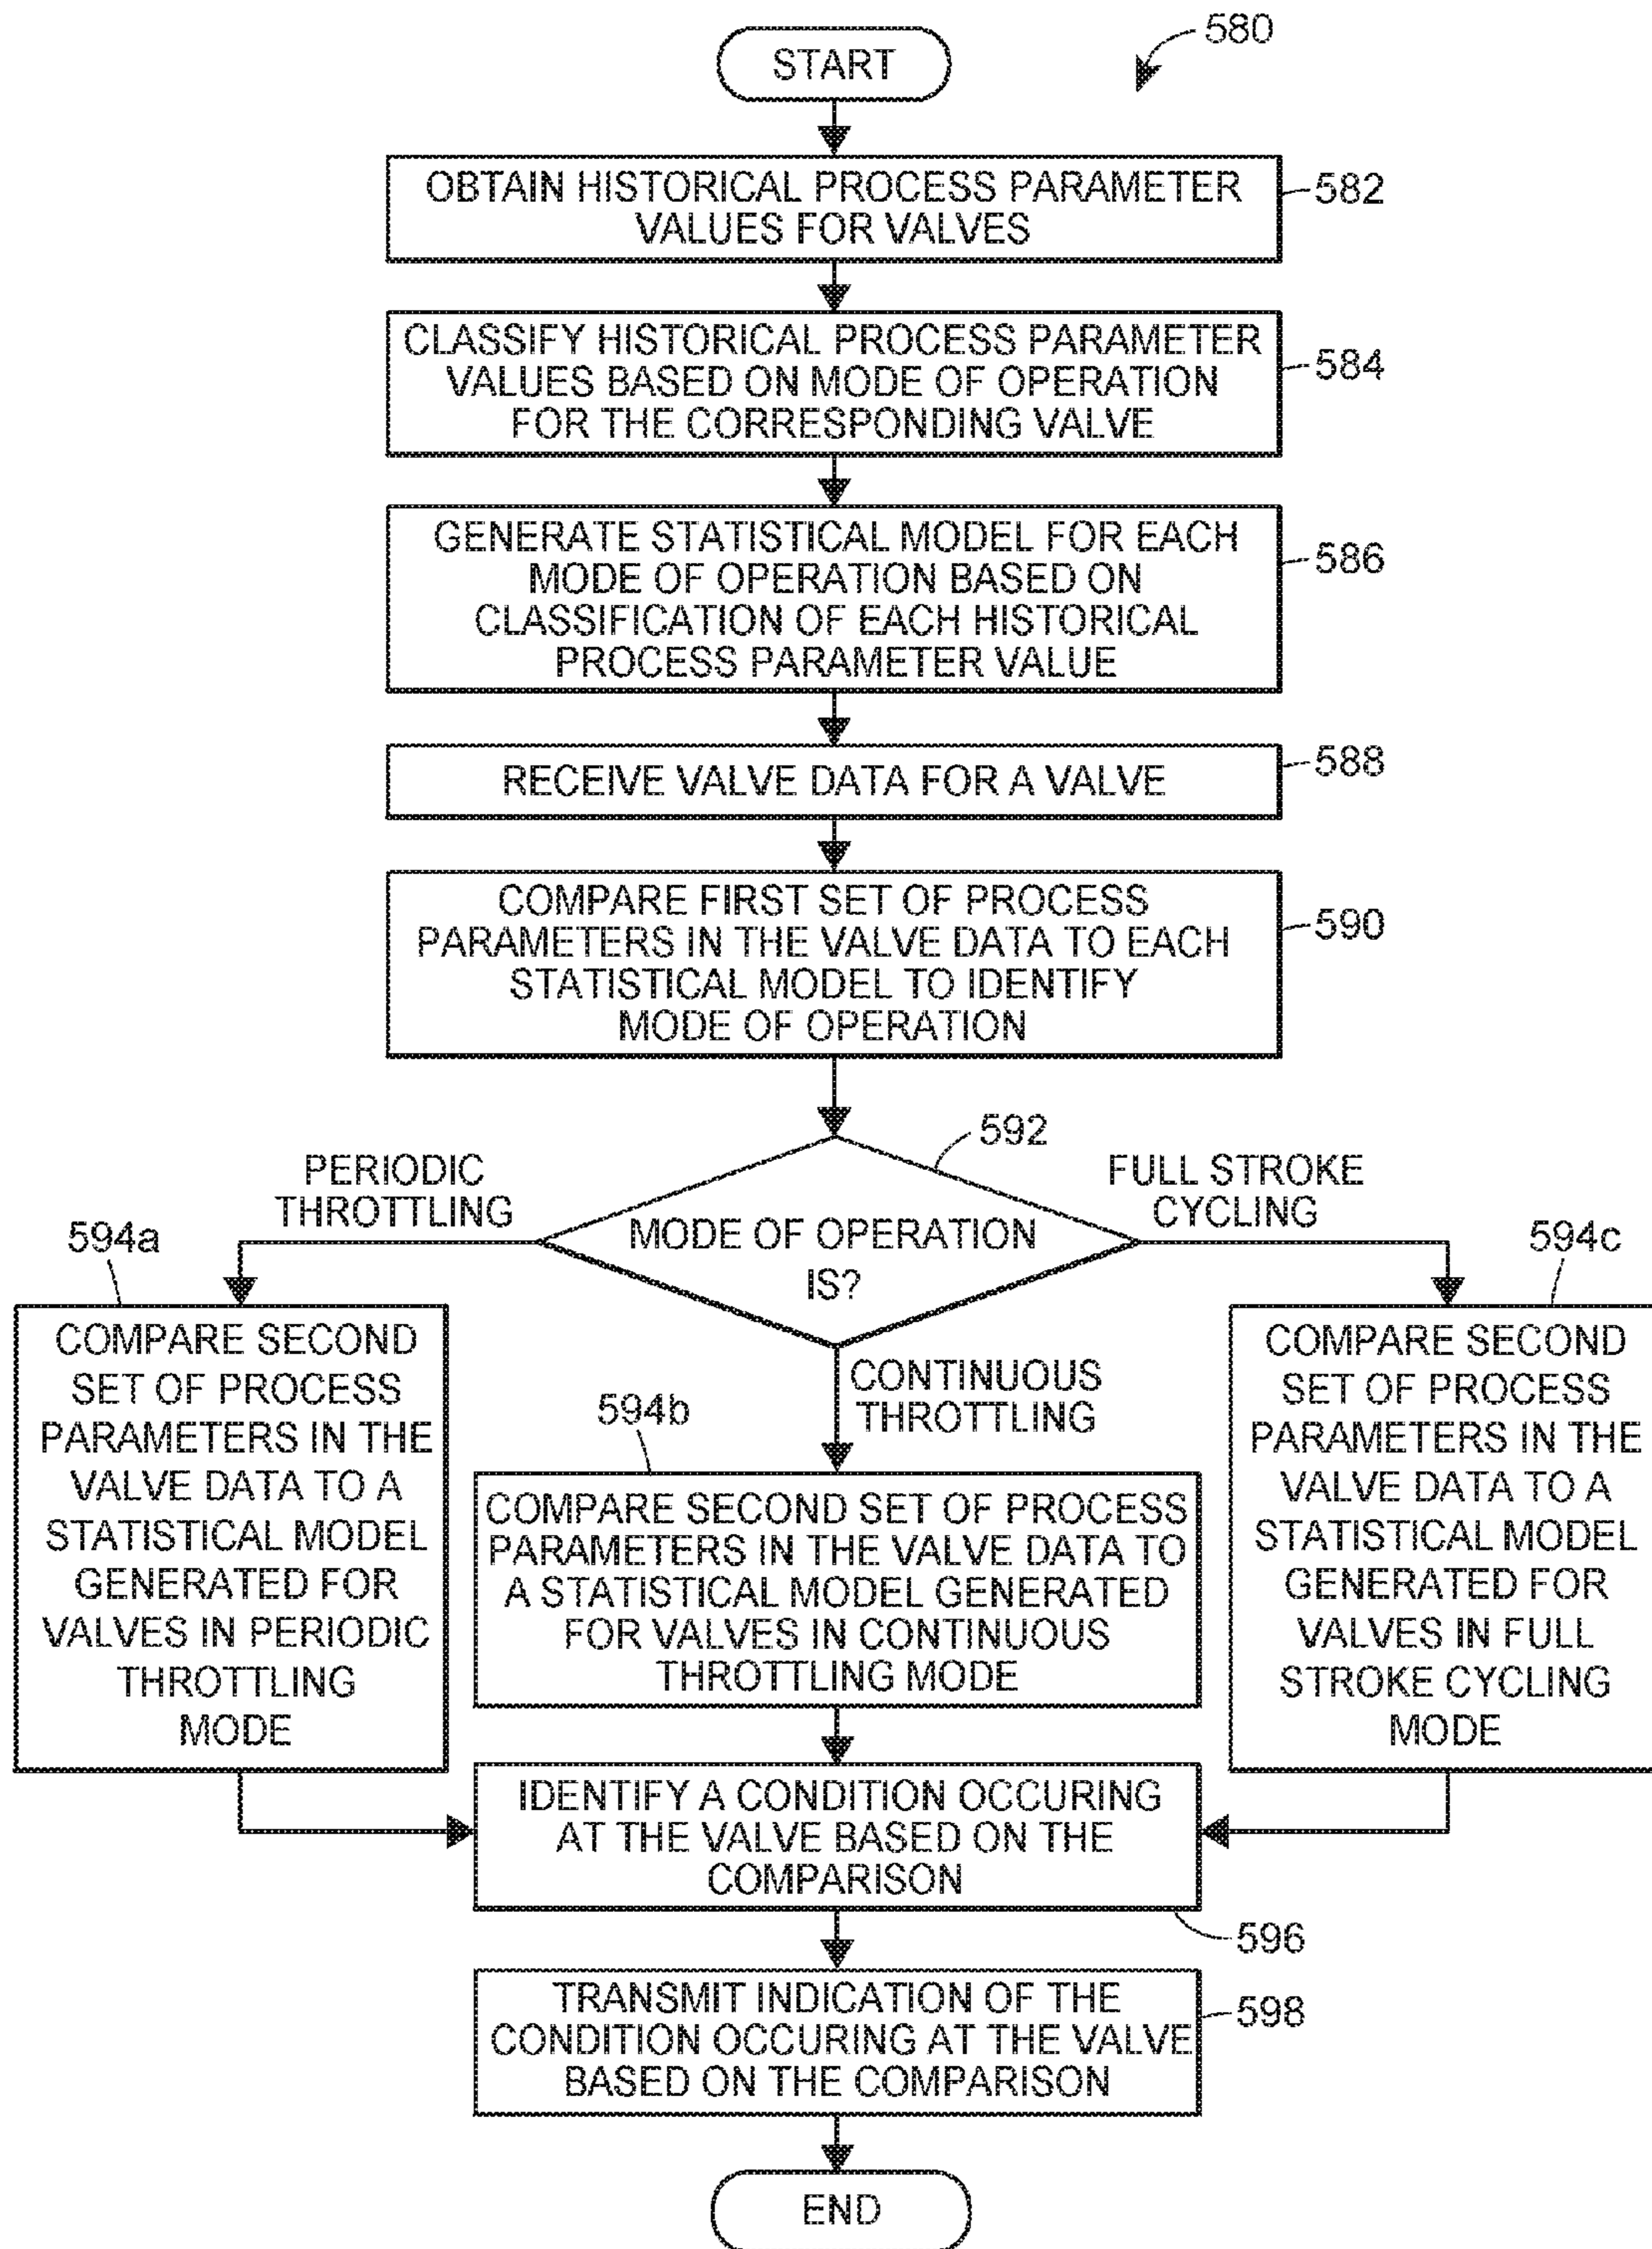 580
START
OBTAIN HISTORICAL PROCESS PARAMETER
VALUES FOR VALVES
582
CLASSIFY HISTORICAL PROCESS PARAMETER
VALUES BASED ON MODE OF OPERATION
FOR THE CORRESPONDING VALVE
584
GENERATE STATISTICAL MODEL FOR EACH
MODE OF OPERATION BASED ON
CLASSIFICATION OF EACH HISTORICAL
PROCESS PARAMETER VALUE
586
RECEIVE VALVE DATA FOR A VALVE
588
COMPARE FIRST SET OF PROCESS
PARAMETERS IN THE VALVE DATA TO EACH
STATISTICAL MODEL TO IDENTIFY
MODE OF OPERATION
590
592
MODE OF OPERATION
IS?
PERIODIC
THROTTLING
594a
COMPARE SECOND
SET OF PROCESS
PARAMETERS IN THE
VALVE DATA TO A
STATISTICAL MODEL
GENERATED FOR
VALVES IN PERIODIC
THROTTLING
MODE
CONTINUOUS
THROTTLING
594b
COMPARE SECOND SET OF PROCESS
PARAMETERS IN THE VALVE DATA TO
A STATISTICAL MODEL GENERATED
FOR VALVES IN CONTINUOUS
THROTTLING MODE
FULL STROKE
CYCLING
594c
COMPARE SECOND
SET OF PROCESS
PARAMETERS IN THE
VALVE DATA TO A
STATISTICAL MODEL
GENERATED FOR
VALVES IN FULL
STROKE CYCLING
MODE
IDENTIFY A CONDITION OCCURING
AT THE VALVE BASED ON THE
COMPARISON
596
TRANSMIT INDICATION OF THE
CONDITION OCCURING AT THE VALVE
BASED ON THE COMPARISON
598
END